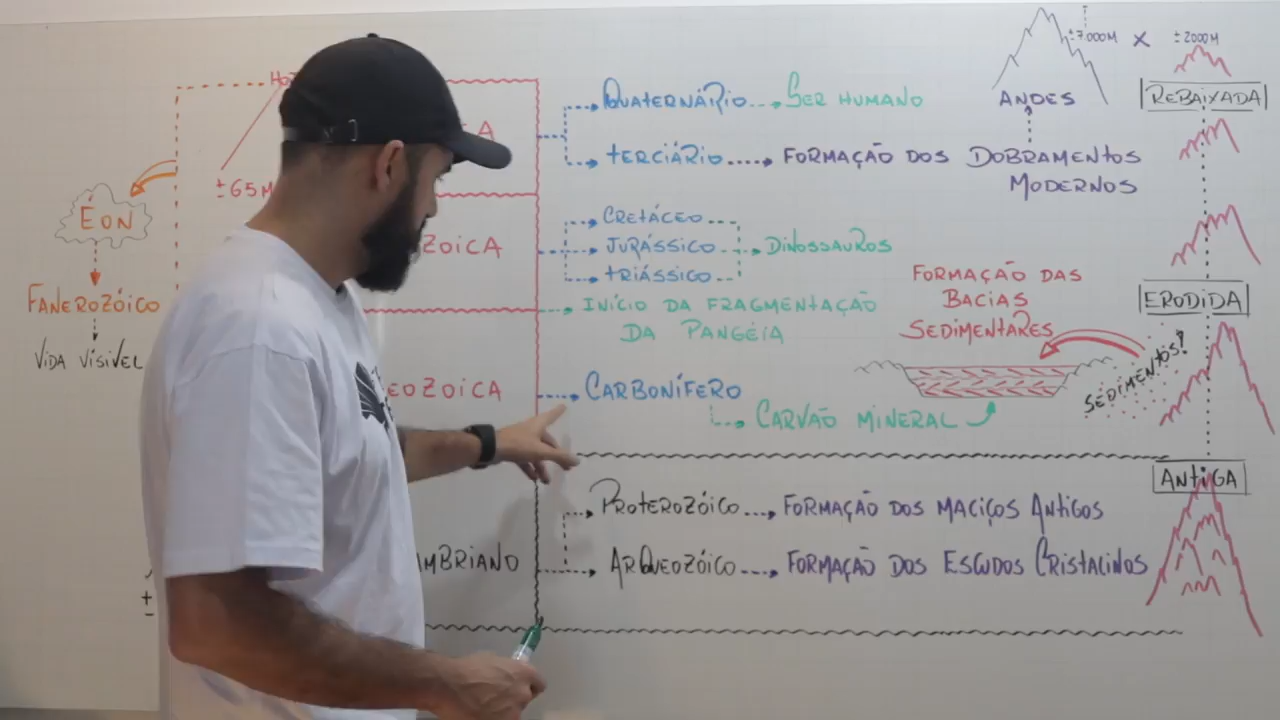 ±7.000M X ±2000M
QUATERNÁRIO SER HUMANO
ANDES
REBAIXADA
TERCIÁRIO FORMAÇÃO DOS DOBRAMENTOS
MODERNOS
±65M
EON
CRETÁCEO
ZOICA JURÁSSICO DINOSSAUROS
TRIÁSSICO
FORMAÇÃO DAS
BACIAS
SEDIMENTARES
ERODIDA
FANEROZÓICO
INÍCIO DA FRAGMENTAÇÃO
DA PANGÉIA
VIDA VISÍVEL
SEDIMENTOS!
EOZOICA CARBONÍFERO
CARVÃO MINERAL
ANTIGA
PROTEROZÓICO FORMAÇÃO DOS MACIÇOS ANTIGOS
MBRIANO ARQUEOZÓICO FORMAÇÃO DOS ESCUDOS CRISTALINOS